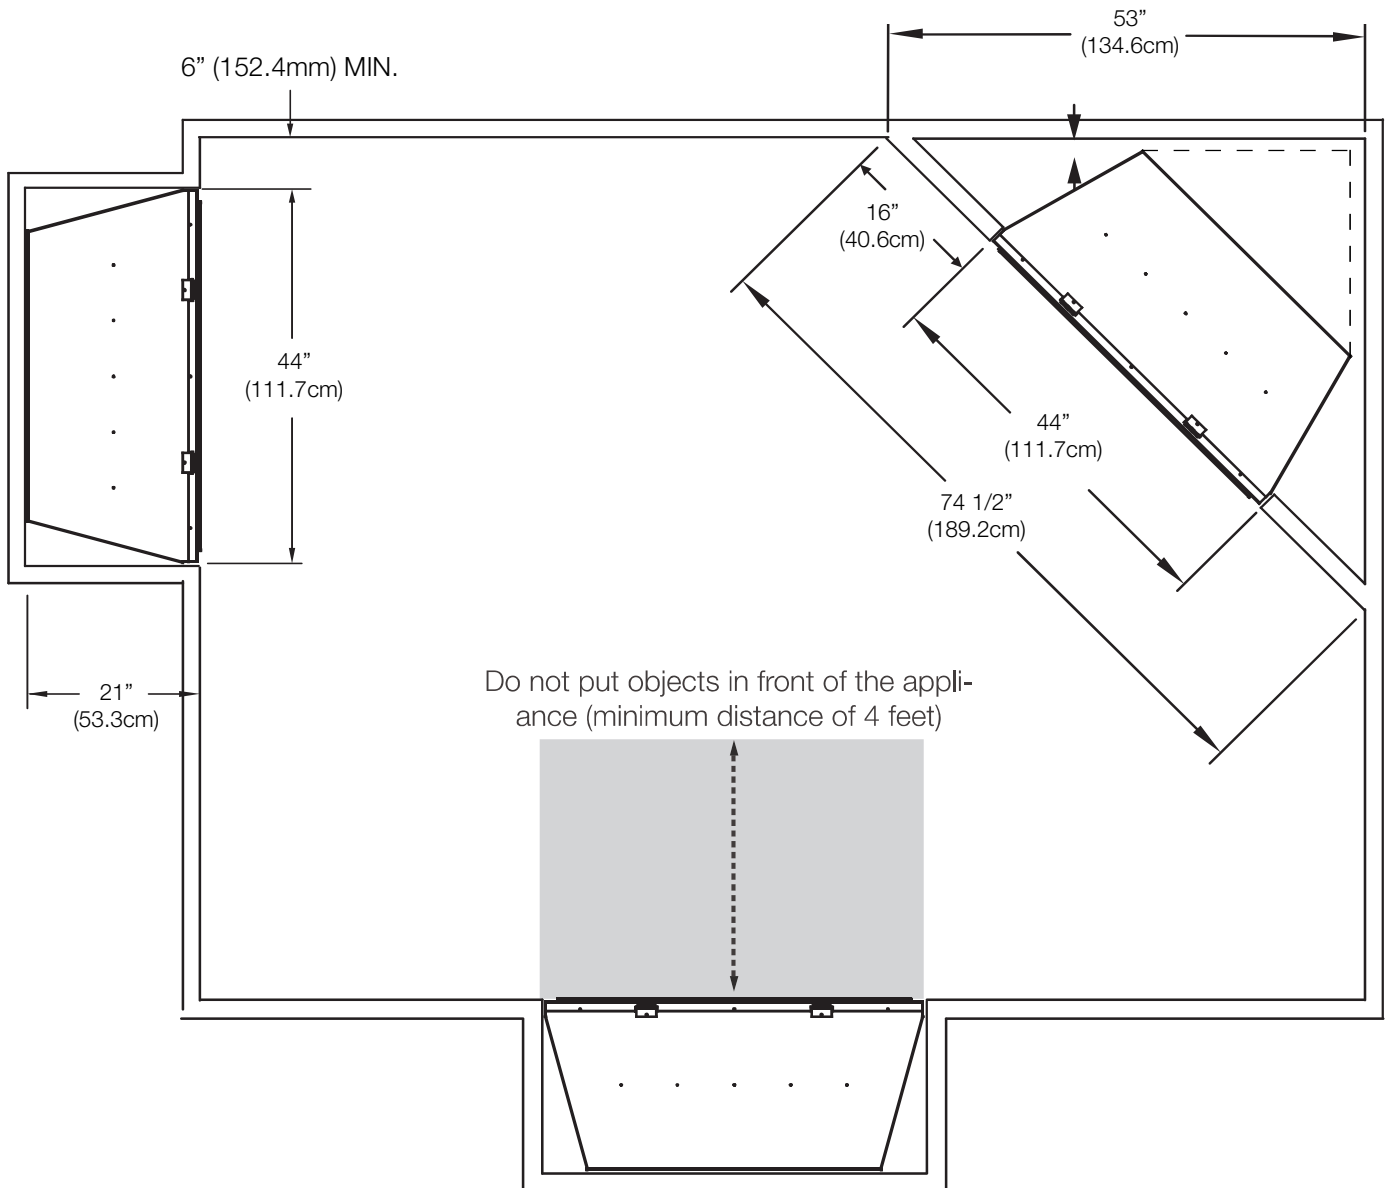 53”
(134.6cm)
6” (152.4mm) MIN.
16”
(40.6cm)
44”
(111.7cm)
44”
(111.7cm)
74 1/2”
(189.2cm)
21”
(53.3cm)
Do not put objects in front of the appli-
ance (minimum distance of 4 feet)